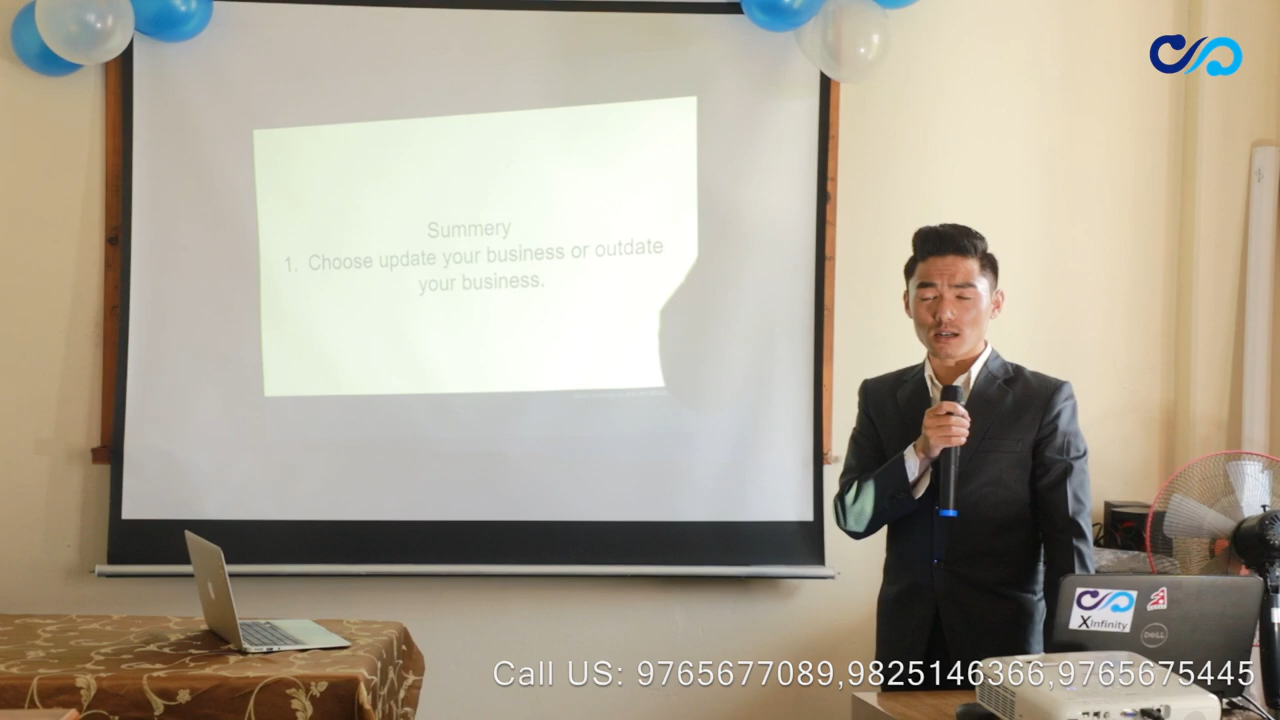 Summery
1. Choose update your business or outdate
your business.
XInfinity
DELL
Call US: 9765677089,9825146366,9765675445